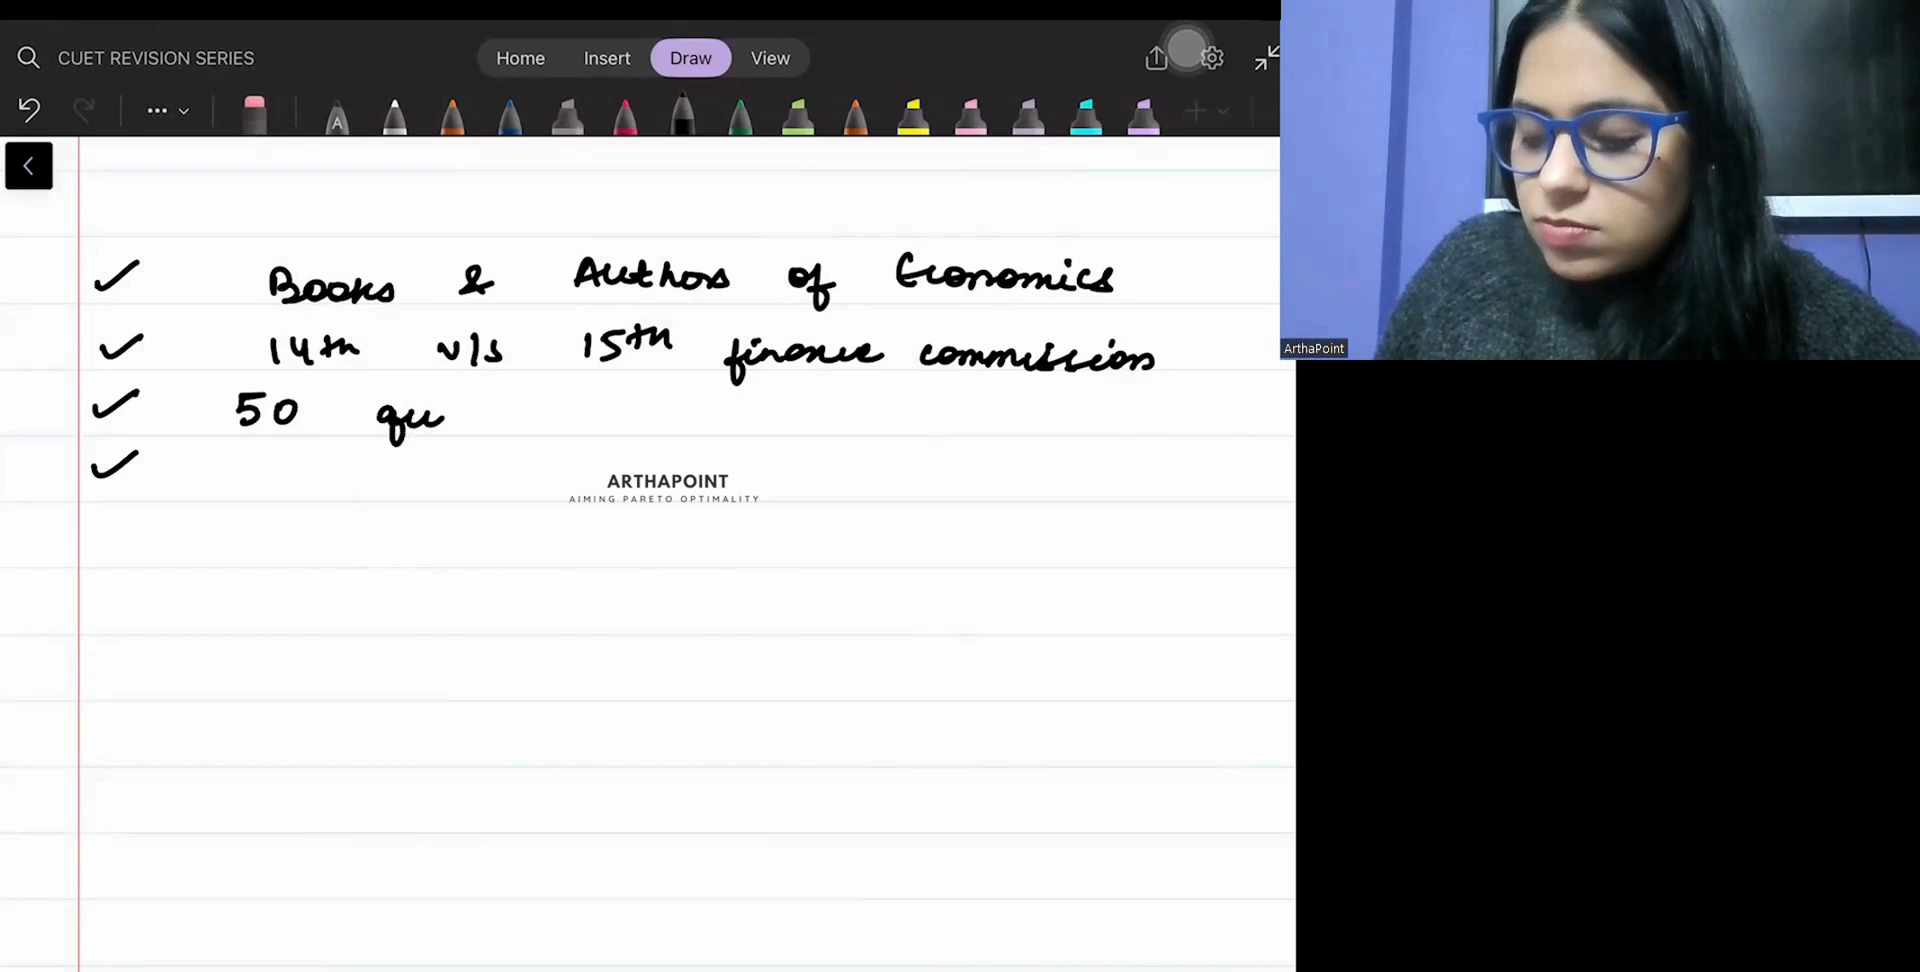 CUET REVISION SERIES
Home Insert Draw View
A
Books & Authors of Economics
14th v/s 15th finance commission
50 qu
ARTHAPOINT
AIMING PARETO OPTIMALITY
ArthaPoint